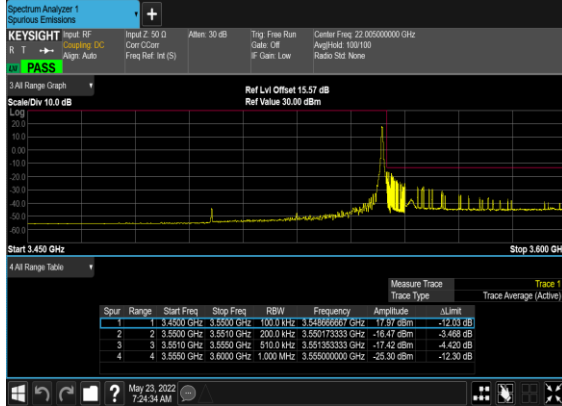 Spectrum Analyzer 1
Spurious Emissions
+
KEYSIGHT Input: RF Input Z: 50 Ω Atten: 30 dB Trig: Free Run Center Freq: 22.005000000 GHz
R T Coupling: DC Corr CCorr Gate: Off Avg|Hold: 100/100
Align: Auto Freq Ref: Int (S) IF Gain: Low Radio Std: None
PASS
3 All Range Graph
Ref Lvl Offset 15.57 dB
Scale/Div 10.0 dB Ref Value 30.00 dBm
Log
20.0
10.0
0.00
-10.0
-20.0
-30.0
-40.0
-50.0
-60.0
Start 3.450 GHz Stop 3.600 GH
4 All Range Table
Measure Trace Trace 1
Trace Type Trace Average (Active)
Spur Range Start Freq Stop Freq RBW Frequency Amplitude ΔLimit
1 1 3.4500 GHz 3.5500 GHz 100.0 kHz 3.548666667 GHz 17.97 dBm -12.03 dB
2 2 3.5500 GHz 3.5510 GHz 200.0 kHz 3.550173333 GHz -16.47 dBm -3.468 dB
3 3 3.5510 GHz 3.5550 GHz 510.0 kHz 3.551353333 GHz -17.42 dBm -4.420 dB
4 4 3.5550 GHz 3.6000 GHz 1.000 MHz 3.555000000 GHz -25.30 dBm -12.30 dB
? May 23, 2022
7:24:34 AM